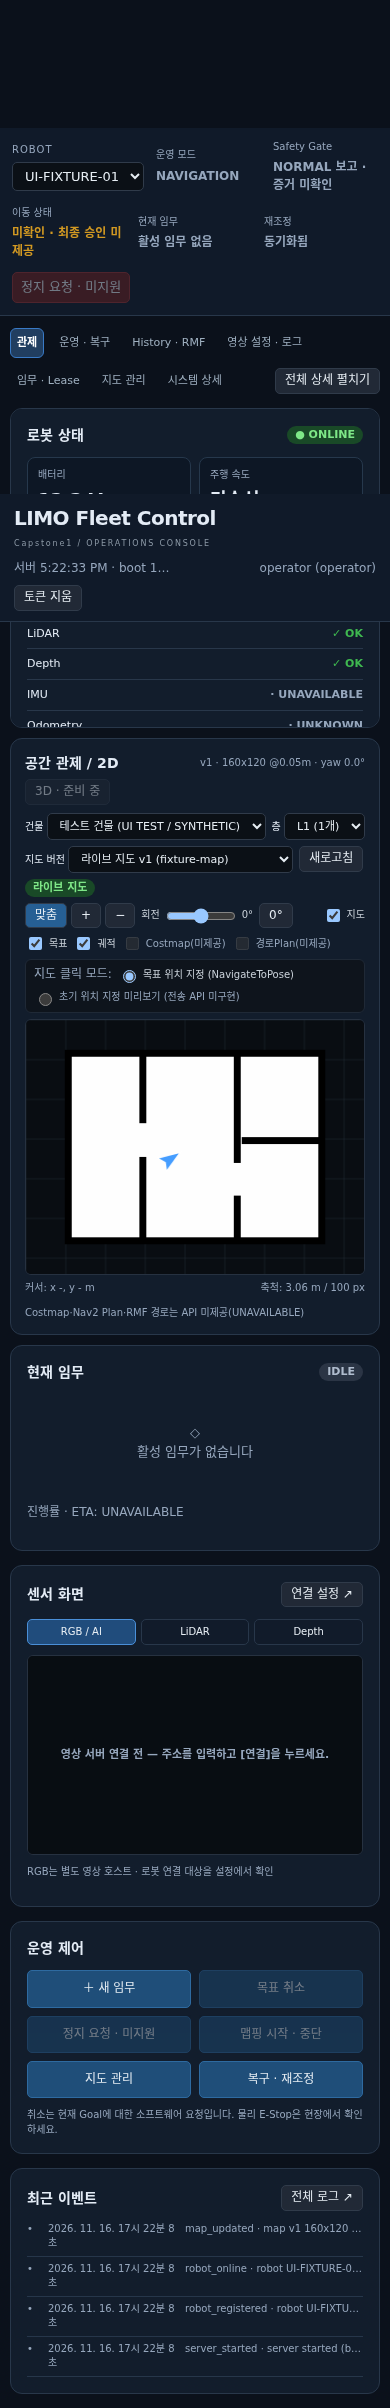 ROBOT
UI-FIXTURE-01
운영 모드
NAVIGATION
Safety Gate
NORMAL 보고 ·
증거 미확인
이동 상태
미확인 · 최종 승인 미
제공
현재 임무
활성 임무 없음
재조정
동기화됨
정지 요청 · 미지원
관제
운영 · 복구
History · RMF
영상 설정 · 로그
임무 · Lease
지도 관리
시스템 상세
전체 상세 펼치기
로봇 상태
● ONLINE
배터리
주행 속도
LIMO Fleet Control
Capstone1 / OPERATIONS CONSOLE
서버 5:22:33 PM · boot 1…
operator (operator)
토큰 지움
LiDAR ✓ OK
Depth ✓ OK
IMU · UNAVAILABLE
Odometry · UNKNOWN
공간 관제 / 2D
v1 · 160x120 @0.05m · yaw 0.0°
3D · 준비 중
건물 테스트 건물 (UI TEST / SYNTHETIC) 층 L1 (1개)
지도 버전 라이브 지도 v1 (fixture-map) 새로고침
라이브 지도
맞춤 + − 회전 0° 0° 지도
목표 궤적 Costmap(미제공) 경로Plan(미제공)
지도 클릭 모드: 목표 위치 지정 (NavigateToPose)
초기 위치 지정 미리보기 (전송 API 미구현)
커서: x -, y - m
축척: 3.06 m / 100 px
Costmap·Nav2 Plan·RMF 경로는 API 미제공(UNAVAILABLE)
현재 임무
IDLE
◇
활성 임무가 없습니다
진행률 · ETA: UNAVAILABLE
센서 화면
연결 설정 ↗
RGB / AI
LiDAR
Depth
영상 서버 연결 전 — 주소를 입력하고 [연결]을 누르세요.
RGB는 별도 영상 호스트 · 로봇 연결 대상을 설정에서 확인
운영 제어
＋ 새 임무
목표 취소
정지 요청 · 미지원
맵핑 시작 · 중단
지도 관리
복구 · 재조정
취소는 현재 Goal에 대한 소프트웨어 요청입니다. 물리 E-Stop은 현장에서 확인
하세요.
최근 이벤트
전체 로그 ↗
• 2026. 11. 16. 17시 22분 8초 map_updated · map v1 160x120 …
• 2026. 11. 16. 17시 22분 8초 robot_online · robot UI-FIXTURE-0…
• 2026. 11. 16. 17시 22분 8초 robot_registered · robot UI-FIXTU…
• 2026. 11. 16. 17시 22분 8초 server_started · server started (b…